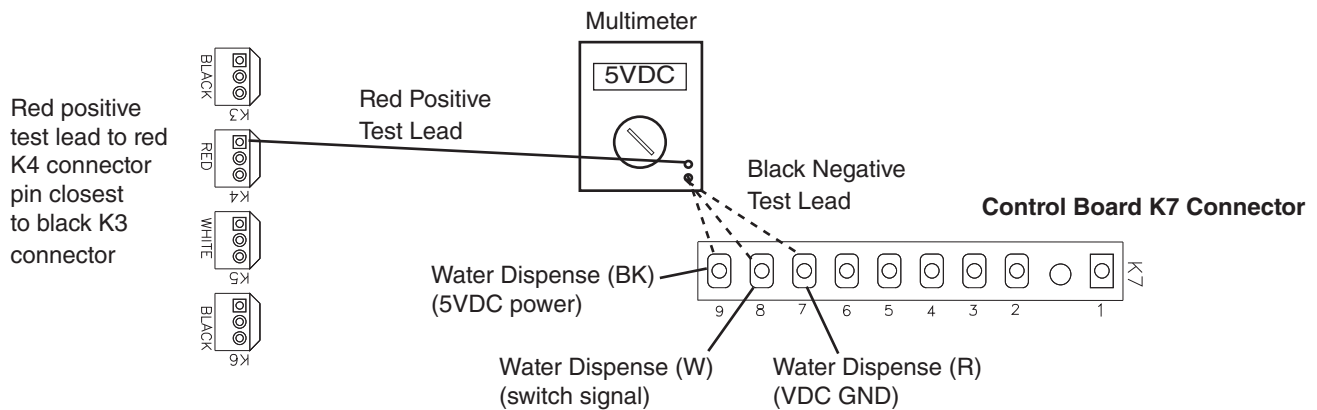 Multimeter
5VDC
BLACK
K3
RED
K4
WHITE
K5
BLACK
K6
Red positive
test lead to red
K4 connector
pin closest
to black K3
connector
Red Positive
Test Lead
Black Negative
Test Lead
Control Board K7 Connector
K7
9 8 7 6 5 4 3 2 1
Water Dispense (BK)
(5VDC power)
Water Dispense (W)
(switch signal)
Water Dispense (R)
(VDC GND)